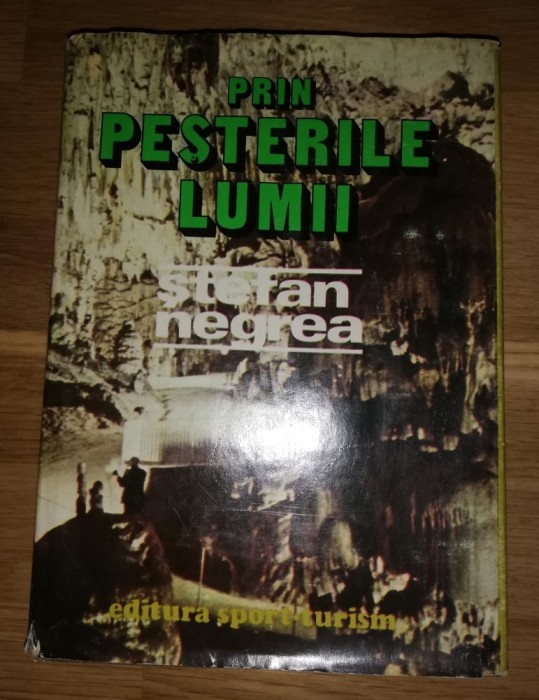 PRIN
PEȘTERILE
LUMII
ștefan
negrea
editura sport-turism